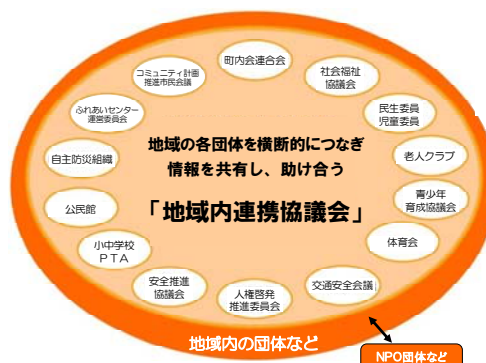 町内会連合会
社会福祉
協議会
民生委員
児童委員
老人クラブ
青少年
育成協議会
体育会
交通安全会議
人権啓発
推進委員会
安全推進
協議会
小中学校
PTA
公民館
自主防災組織
ふれあいセンター
運営委員会
コミュニティ計画
推進市民会議
地域の各団体を横断的につなぎ
情報を共有し、助け合う
「地域内連携協議会」
地域内の団体など
NPO団体など